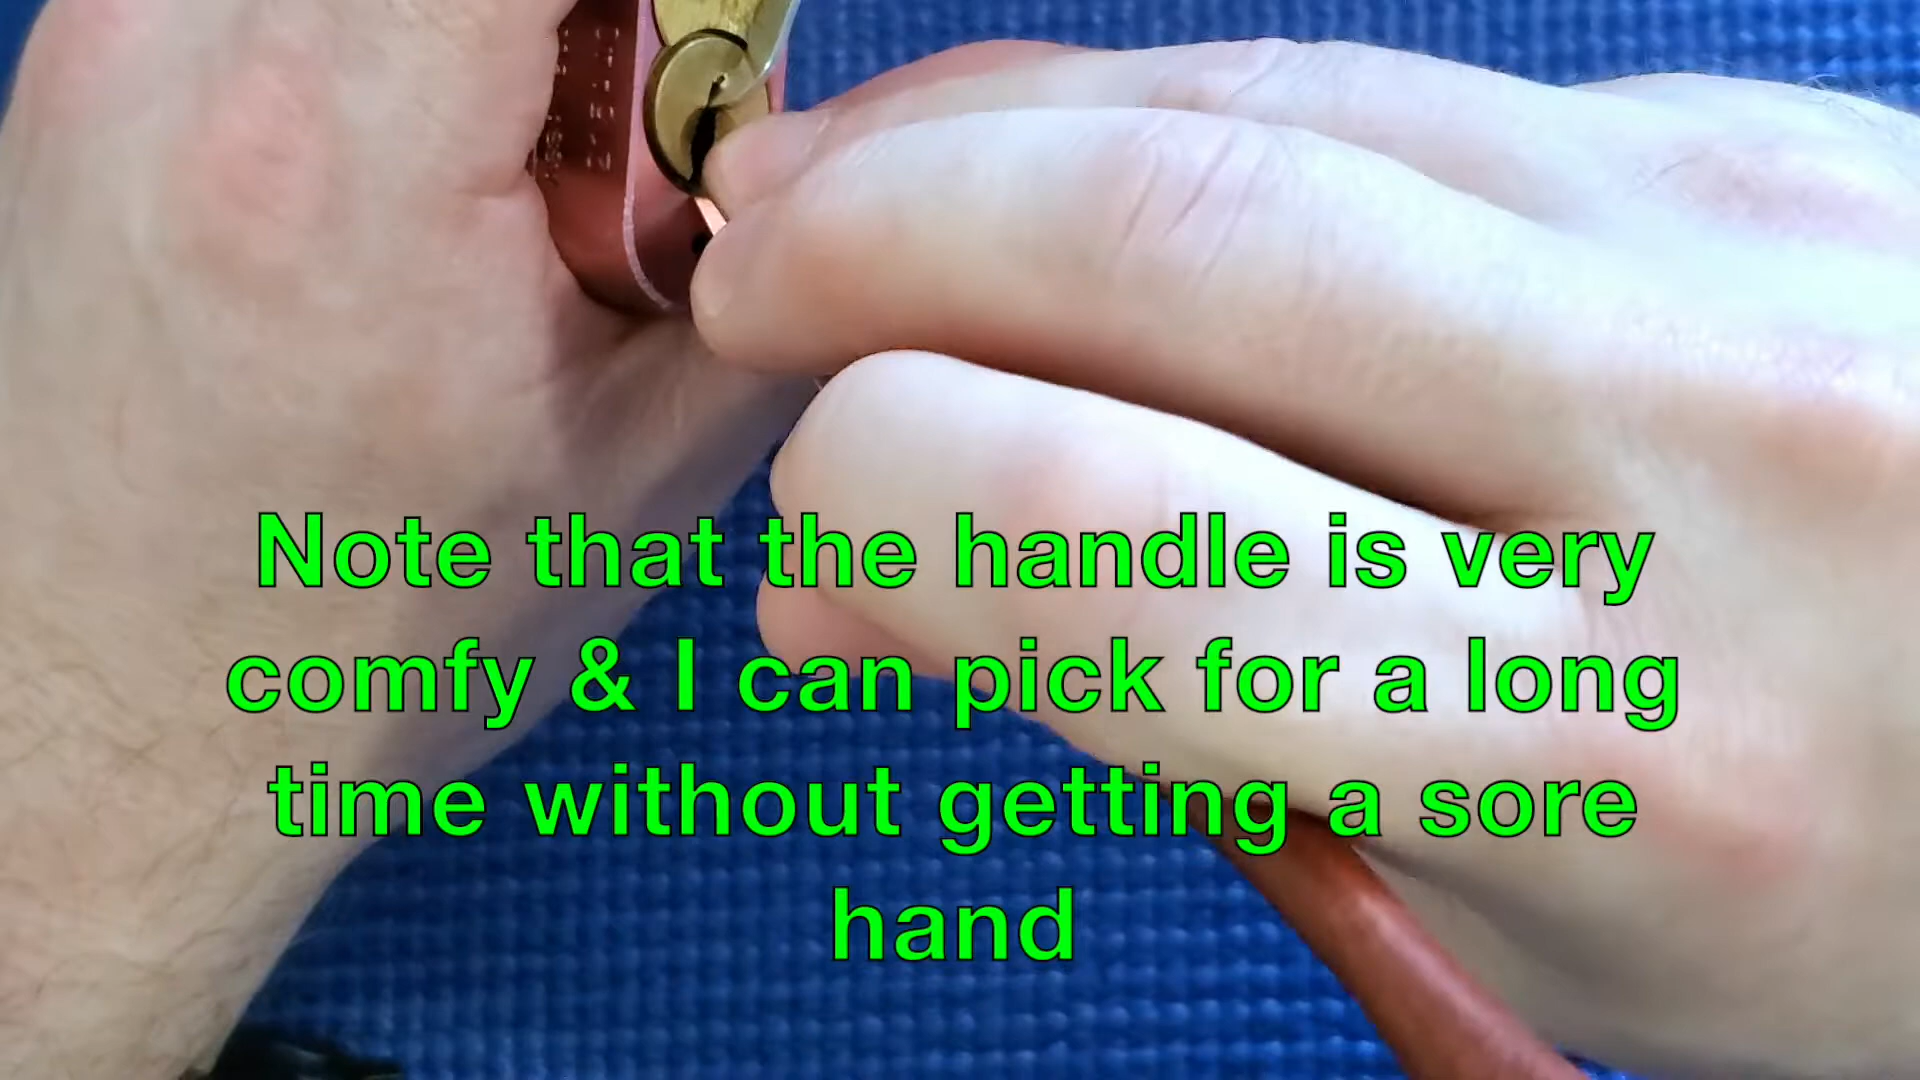 Note that the handle is very
comfy & I can pick for a long
time without getting a sore
hand